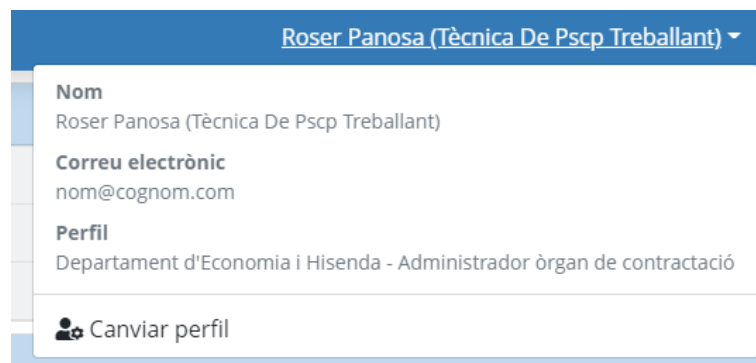 Roser Panosa (Tècnica De Pscp Treballant)
Nom
Roser Panosa (Tècnica De Pscp Treballant)
Correu electrònic
nom@cognom.com
Perfil
Departament d'Economia i Hisenda - Administrador òrgan de contractació
Canviar perfil